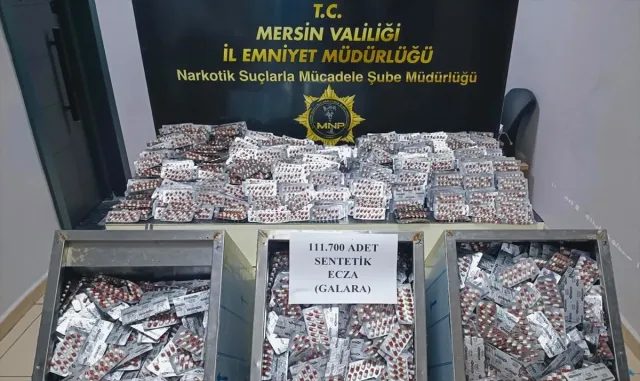 T.C.
MERSİN VALİLİĞİ
İL EMNİYET MÜDÜRLÜĞÜ
Narkotik Suçlarla Mücadele Şube Müdürlüğü
MNP
111.700 ADET
SENTETİK
ECZA
(GALARA)